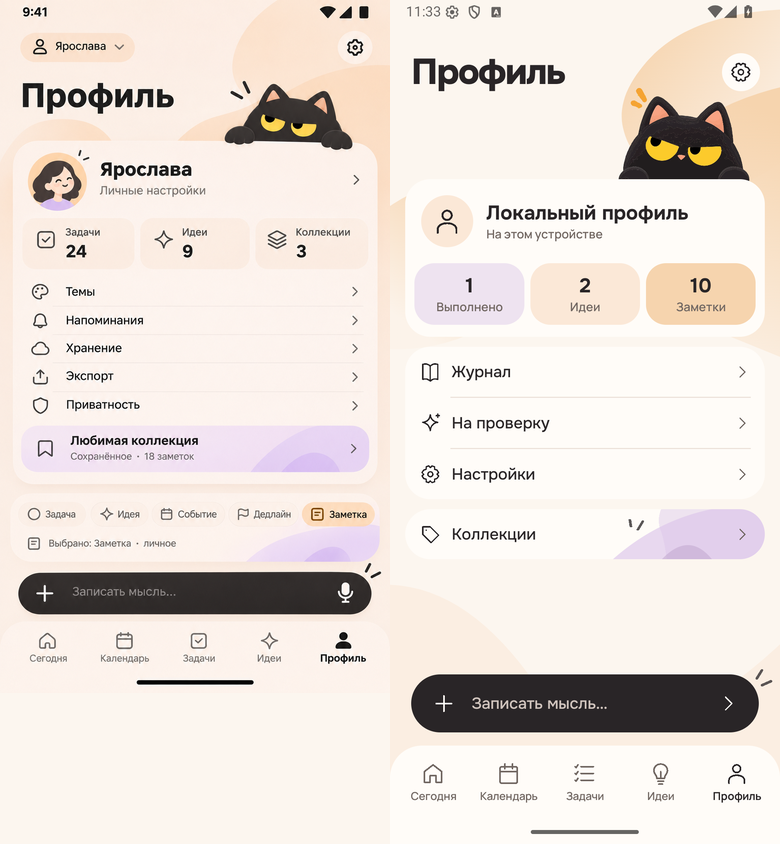 9:41
Ярослава
Профиль
Ярослава
Личные настройки
Задачи
24
Идеи
9
Коллекции
3
Темы
Напоминания
Хранение
Экспорт
Приватность
Любимая коллекция
Сохранённое • 18 заметок
Задача
Идея
Событие
Дедлайн
Заметка
Выбрано: Заметка • личное
Записать мысль...
Сегодня
Календарь
Задачи
Идеи
Профиль
11:33
A
Профиль
Локальный профиль
На этом устройстве
1
Выполнено
2
Идеи
10
Заметки
Журнал
На проверку
Настройки
Коллекции
Записать мысль...
Сегодня
Календарь
Задачи
Идеи
Профиль